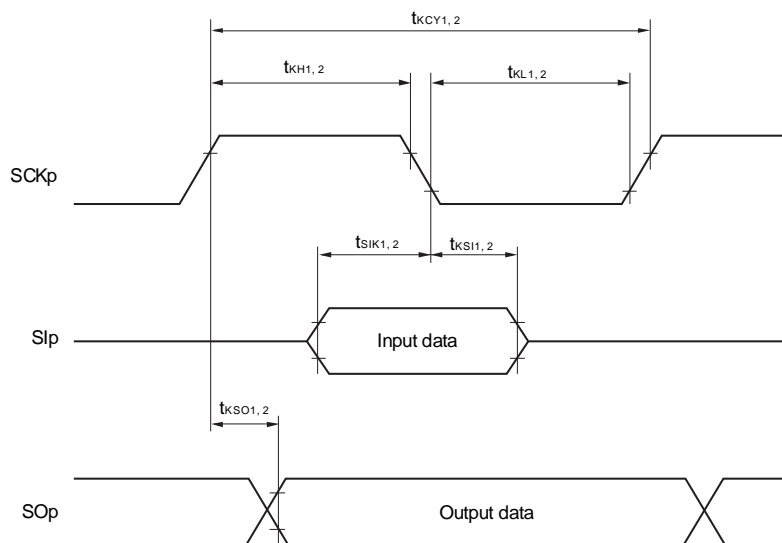 tKCY1, 2
tKH1, 2
tKL1, 2
SCKp
tSIK1, 2
tKSI1, 2
SIp
Input data
tKSO1, 2
SOp
Output data